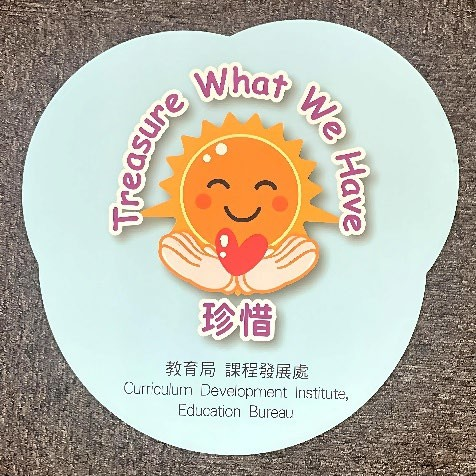 Treasure What We Have
珍惜
教育局 課程發展處
Curriculum Development Institute,
Education Bureau